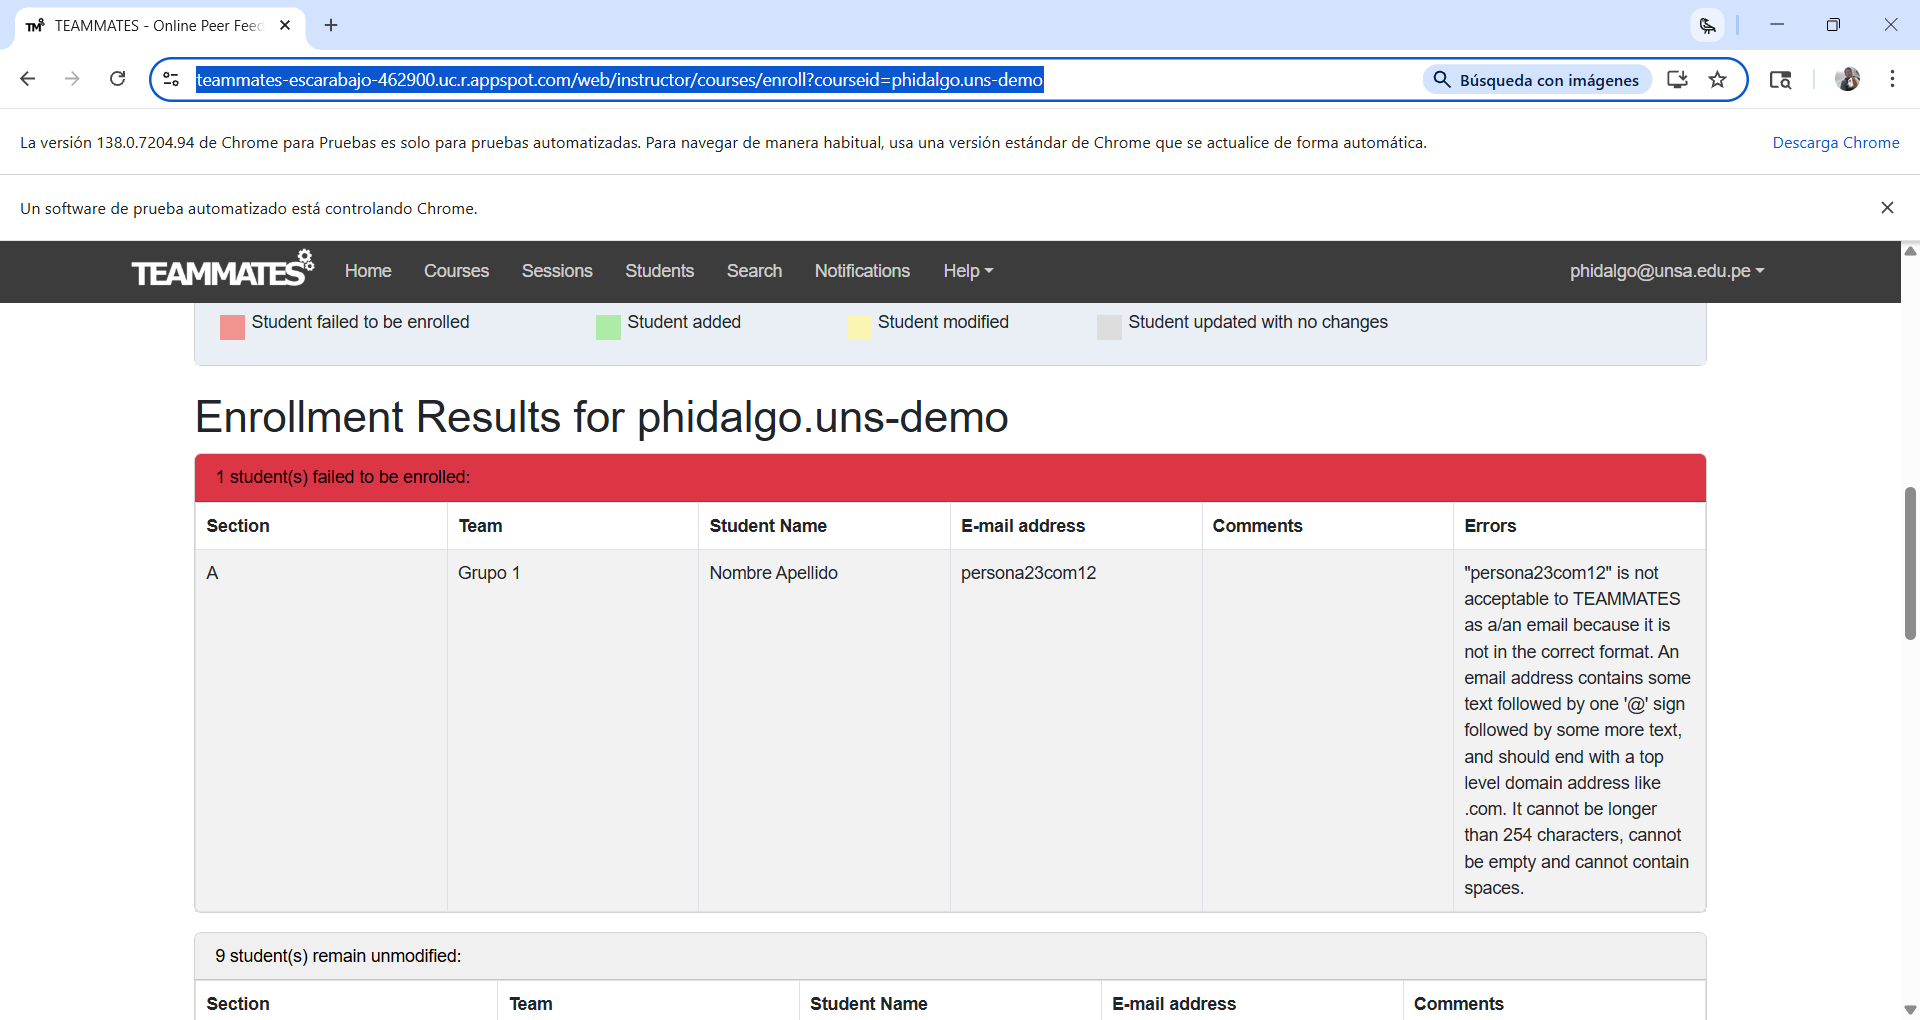 TEAMMATES - Online Peer Feed
teammates-escarabajo-462900.uc.r.appspot.com/web/instructor/courses/enroll?courseid=phidalgo.uns-demo
Búsqueda con imágenes
La versión 138.0.7204.94 de Chrome para Pruebas es solo para pruebas automatizadas. Para navegar de manera habitual, usa una versión estándar de Chrome que se actualice de forma automática.
Descarga Chrome
Un software de prueba automatizado está controlando Chrome.
TEAMMATES Home Courses Sessions Students Search Notifications Help phidalgo@unsa.edu.pe
Student failed to be enrolled Student added Student modified Student updated with no changes
Enrollment Results for phidalgo.uns-demo
1 student(s) failed to be enrolled:
Section Team Student Name E-mail address Comments Errors
A Grupo 1 Nombre Apellido persona23com12 "persona23com12" is not
acceptable to TEAMMATES
as a/an email because it is
not in the correct format. An
email address contains some
text followed by one '@' sign
followed by some more text,
and should end with a top
level domain address like
.com. It cannot be longer
than 254 characters, cannot
be empty and cannot contain
spaces.
9 student(s) remain unmodified:
Section Team Student Name E-mail address Comments